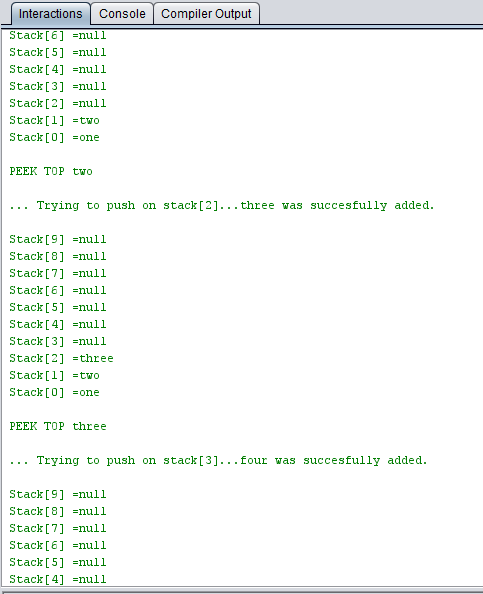 Interactions Console Compiler Output
Stack[6] =null
Stack[5] =null
Stack[4] =null
Stack[3] =null
Stack[2] =null
Stack[1] =two
Stack[0] =one
PEEK TOP two
... Trying to push on stack[2]...three was succesfully added.
Stack[9] =null
Stack[8] =null
Stack[7] =null
Stack[6] =null
Stack[5] =null
Stack[4] =null
Stack[3] =null
Stack[2] =three
Stack[1] =two
Stack[0] =one
PEEK TOP three
... Trying to push on stack[3]...four was succesfully added.
Stack[9] =null
Stack[8] =null
Stack[7] =null
Stack[6] =null
Stack[5] =null
Stack[4] =null